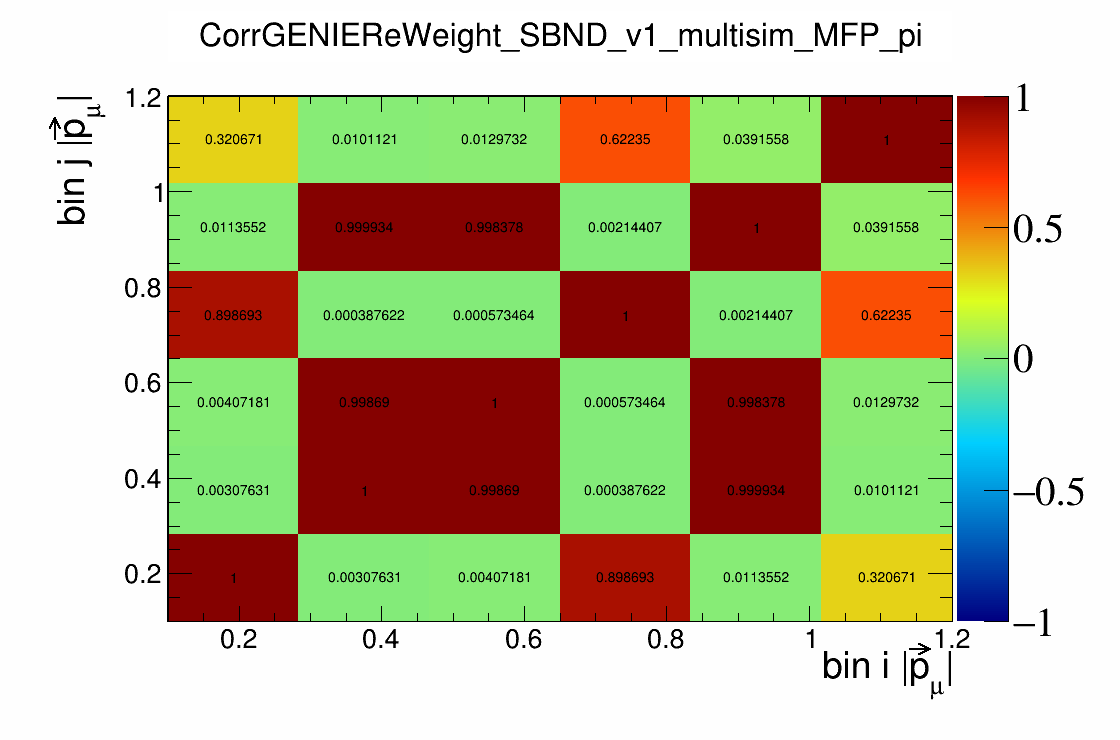 CorrGENIEReWeight_SBND_v1_multisim_MFP_pi
bin j |p⃗μ|
1.2
1
0.8
0.6
0.4
0.2
0.320671 0.0101121 0.0129732 0.62235 0.0391558 1
0.0113552 0.999934 0.998378 0.00214407 1 0.0391558
0.898693 0.000387622 0.000573464 1 0.00214407 0.62235
0.00407181 0.99869 1 0.000573464 0.998378 0.0129732
0.00307631 1 0.99869 0.000387622 0.999934 0.0101121
1 0.00307631 0.00407181 0.898693 0.0113552 0.320671
0.2 0.4 0.6 0.8 1 1.2
bin i |p⃗μ|
1
0.5
0
−0.5
−1